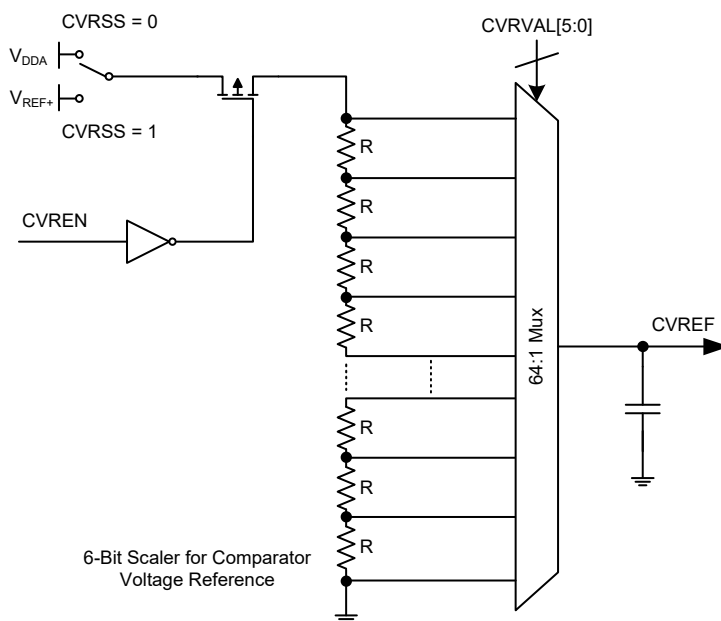 CVRSS = 0
CVRVAL[5:0]
VDDA
VREF+
CVRSS = 1
R
R
CVREN
R
R
64:1 Mux
CVREF
R
R
R
6-Bit Scaler for Comparator
Voltage Reference